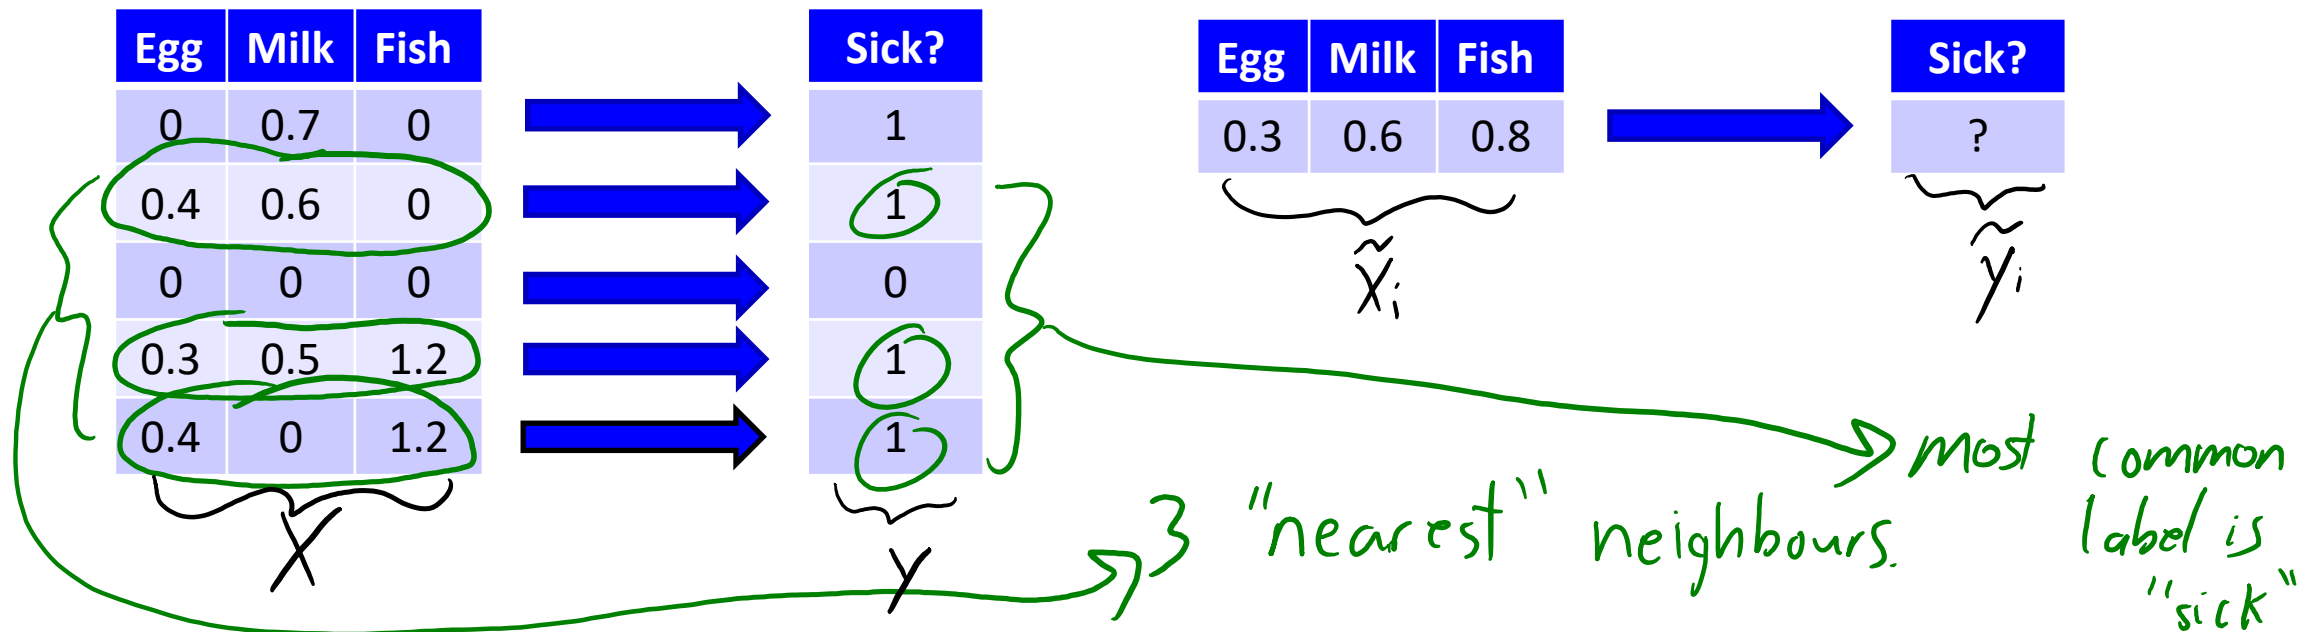 Egg Milk Fish
0 0.7 0
0.4 0.6 0
0 0 0
0.3 0.5 1.2
0.4 0 1.2
X
Sick?
1
1
0
1
1
y
Egg Milk Fish
0.3 0.6 0.8
x̃ᵢ
Sick?
?
ỹᵢ
3 "nearest" neighbours.
most common
label is
"sick"